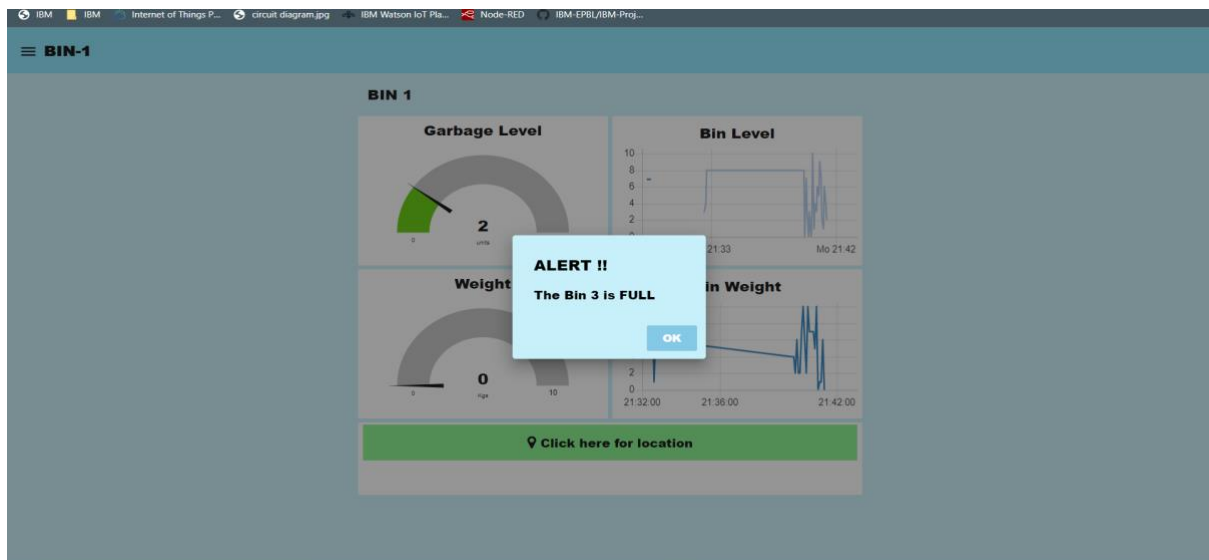 IBM IBM Internet of Things P... circuit diagram.jpg IBM Watson IoT Pla... Node-RED IBM-EPBL/IBM-Proj...
BIN-1
BIN 1
Garbage Level
2
0
units
Bin Level
10
8
6
4
2
0
21:33 Mo 21:42
ALERT !!
The Bin 3 is FULL
OK
Weight
0
0
Kgs
10
in Weight
2
0
21:32:00 21:36:00 21:42:00
Click here for location